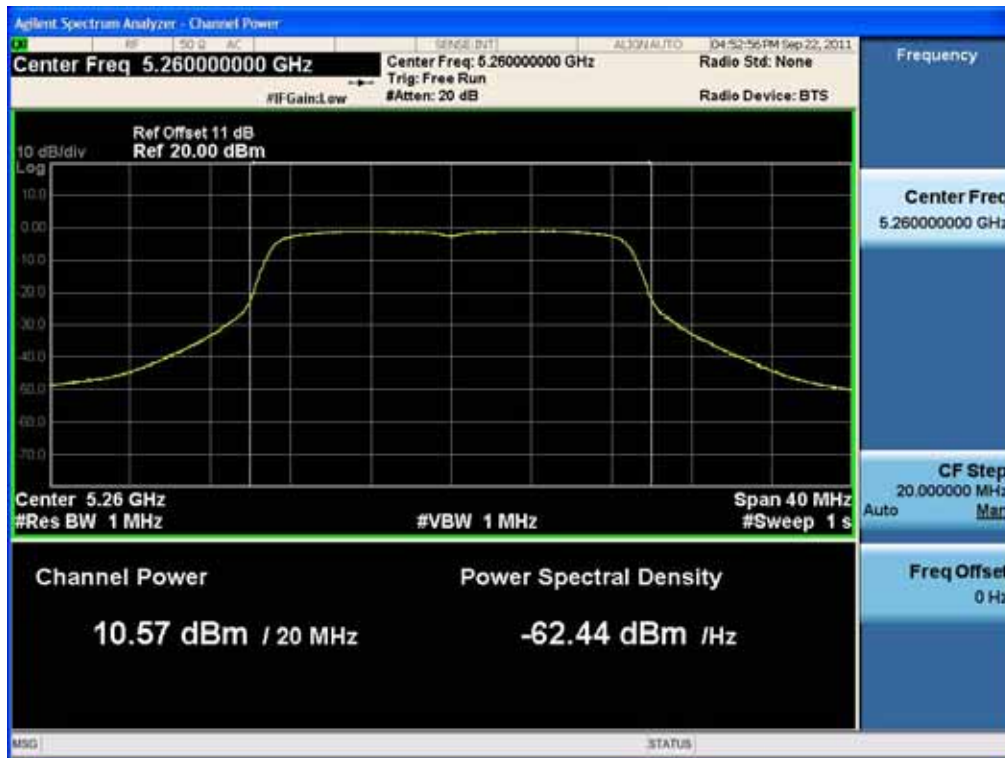 Agilent Spectrum Analyzer - Channel Power
RF 50 Ω AC SENSE:INT ALIGNAUTO 04:52:56 PM Sep 22, 2011
Center Freq 5.260000000 GHz
Center Freq: 5.260000000 GHz
Radio Std: None
Trig: Free Run
#IFGain:Low
#Atten: 20 dB
Radio Device: BTS
Ref Offset 11 dB
10 dB/div
Ref 20.00 dBm
Log
10.0
0.00
-10.0
-20.0
-30.0
-40.0
-50.0
-60.0
-70.0
Center 5.26 GHz
Span 40 MHz
#Res BW 1 MHz
#VBW 1 MHz
#Sweep 1 s
Channel Power
Power Spectral Density
10.57 dBm / 20 MHz
-62.44 dBm /Hz
MSG
STATUS
Frequency
Center Freq
5.260000000 GHz
CF Step
20.000000 MHz
Auto Man
Freq Offset
0 Hz